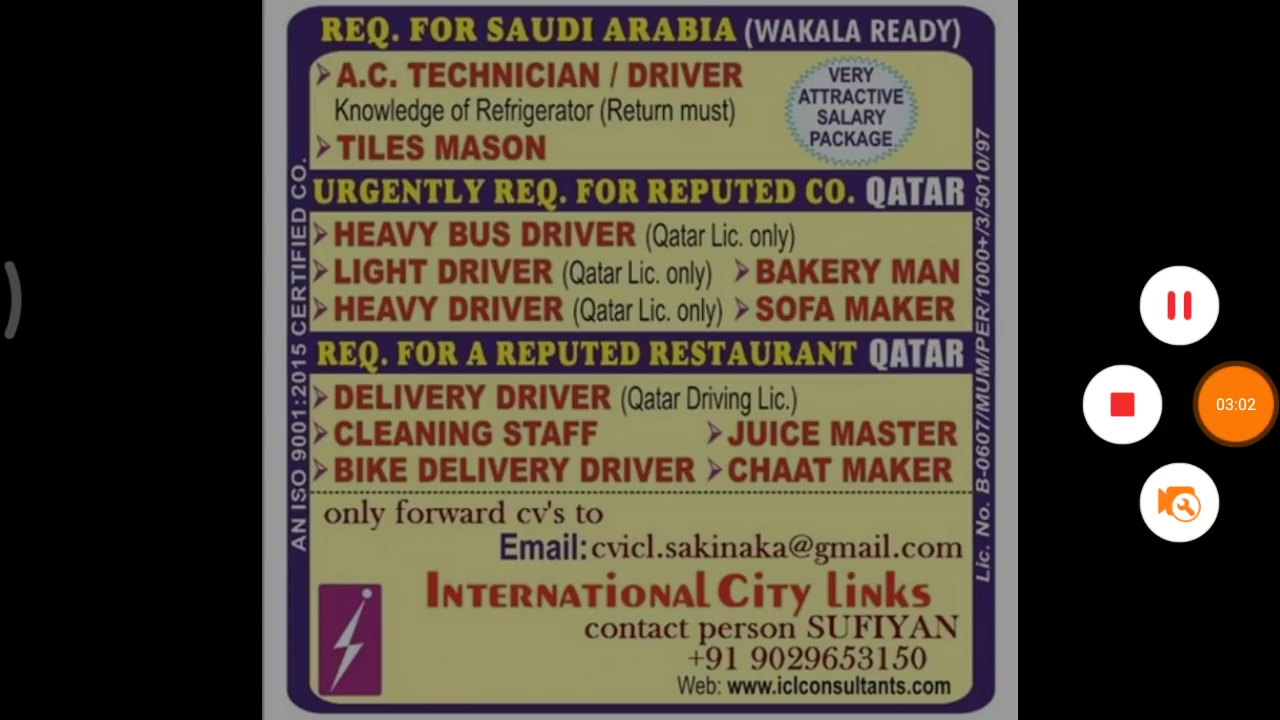 REQ. FOR SAUDI ARABIA (WAKALA READY)
A.C. TECHNICIAN / DRIVER
Knowledge of Refrigerator (Return must)
TILES MASON
VERY
ATTRACTIVE
SALARY
PACKAGE
URGENTLY REQ. FOR REPUTED CO. QATAR
HEAVY BUS DRIVER (Qatar Lic. only)
LIGHT DRIVER (Qatar Lic. only) BAKERY MAN
HEAVY DRIVER (Qatar Lic. only) SOFA MAKER
REQ. FOR A REPUTED RESTAURANT QATAR
DELIVERY DRIVER (Qatar Driving Lic.)
CLEANING STAFF JUICE MASTER
BIKE DELIVERY DRIVER CHAAT MAKER
only forward cv's to
Email: cvicl.sakinaka@gmail.com
INTERNATIONAL CITY LINKS
contact person SUFIYAN
+91 9029653150
Web: www.iclconsultants.com
AN ISO 9001:2015 CERTIFIED CO.
Lic. No. B-0607/MUM/PER/1000+/3/5010/97
03:02